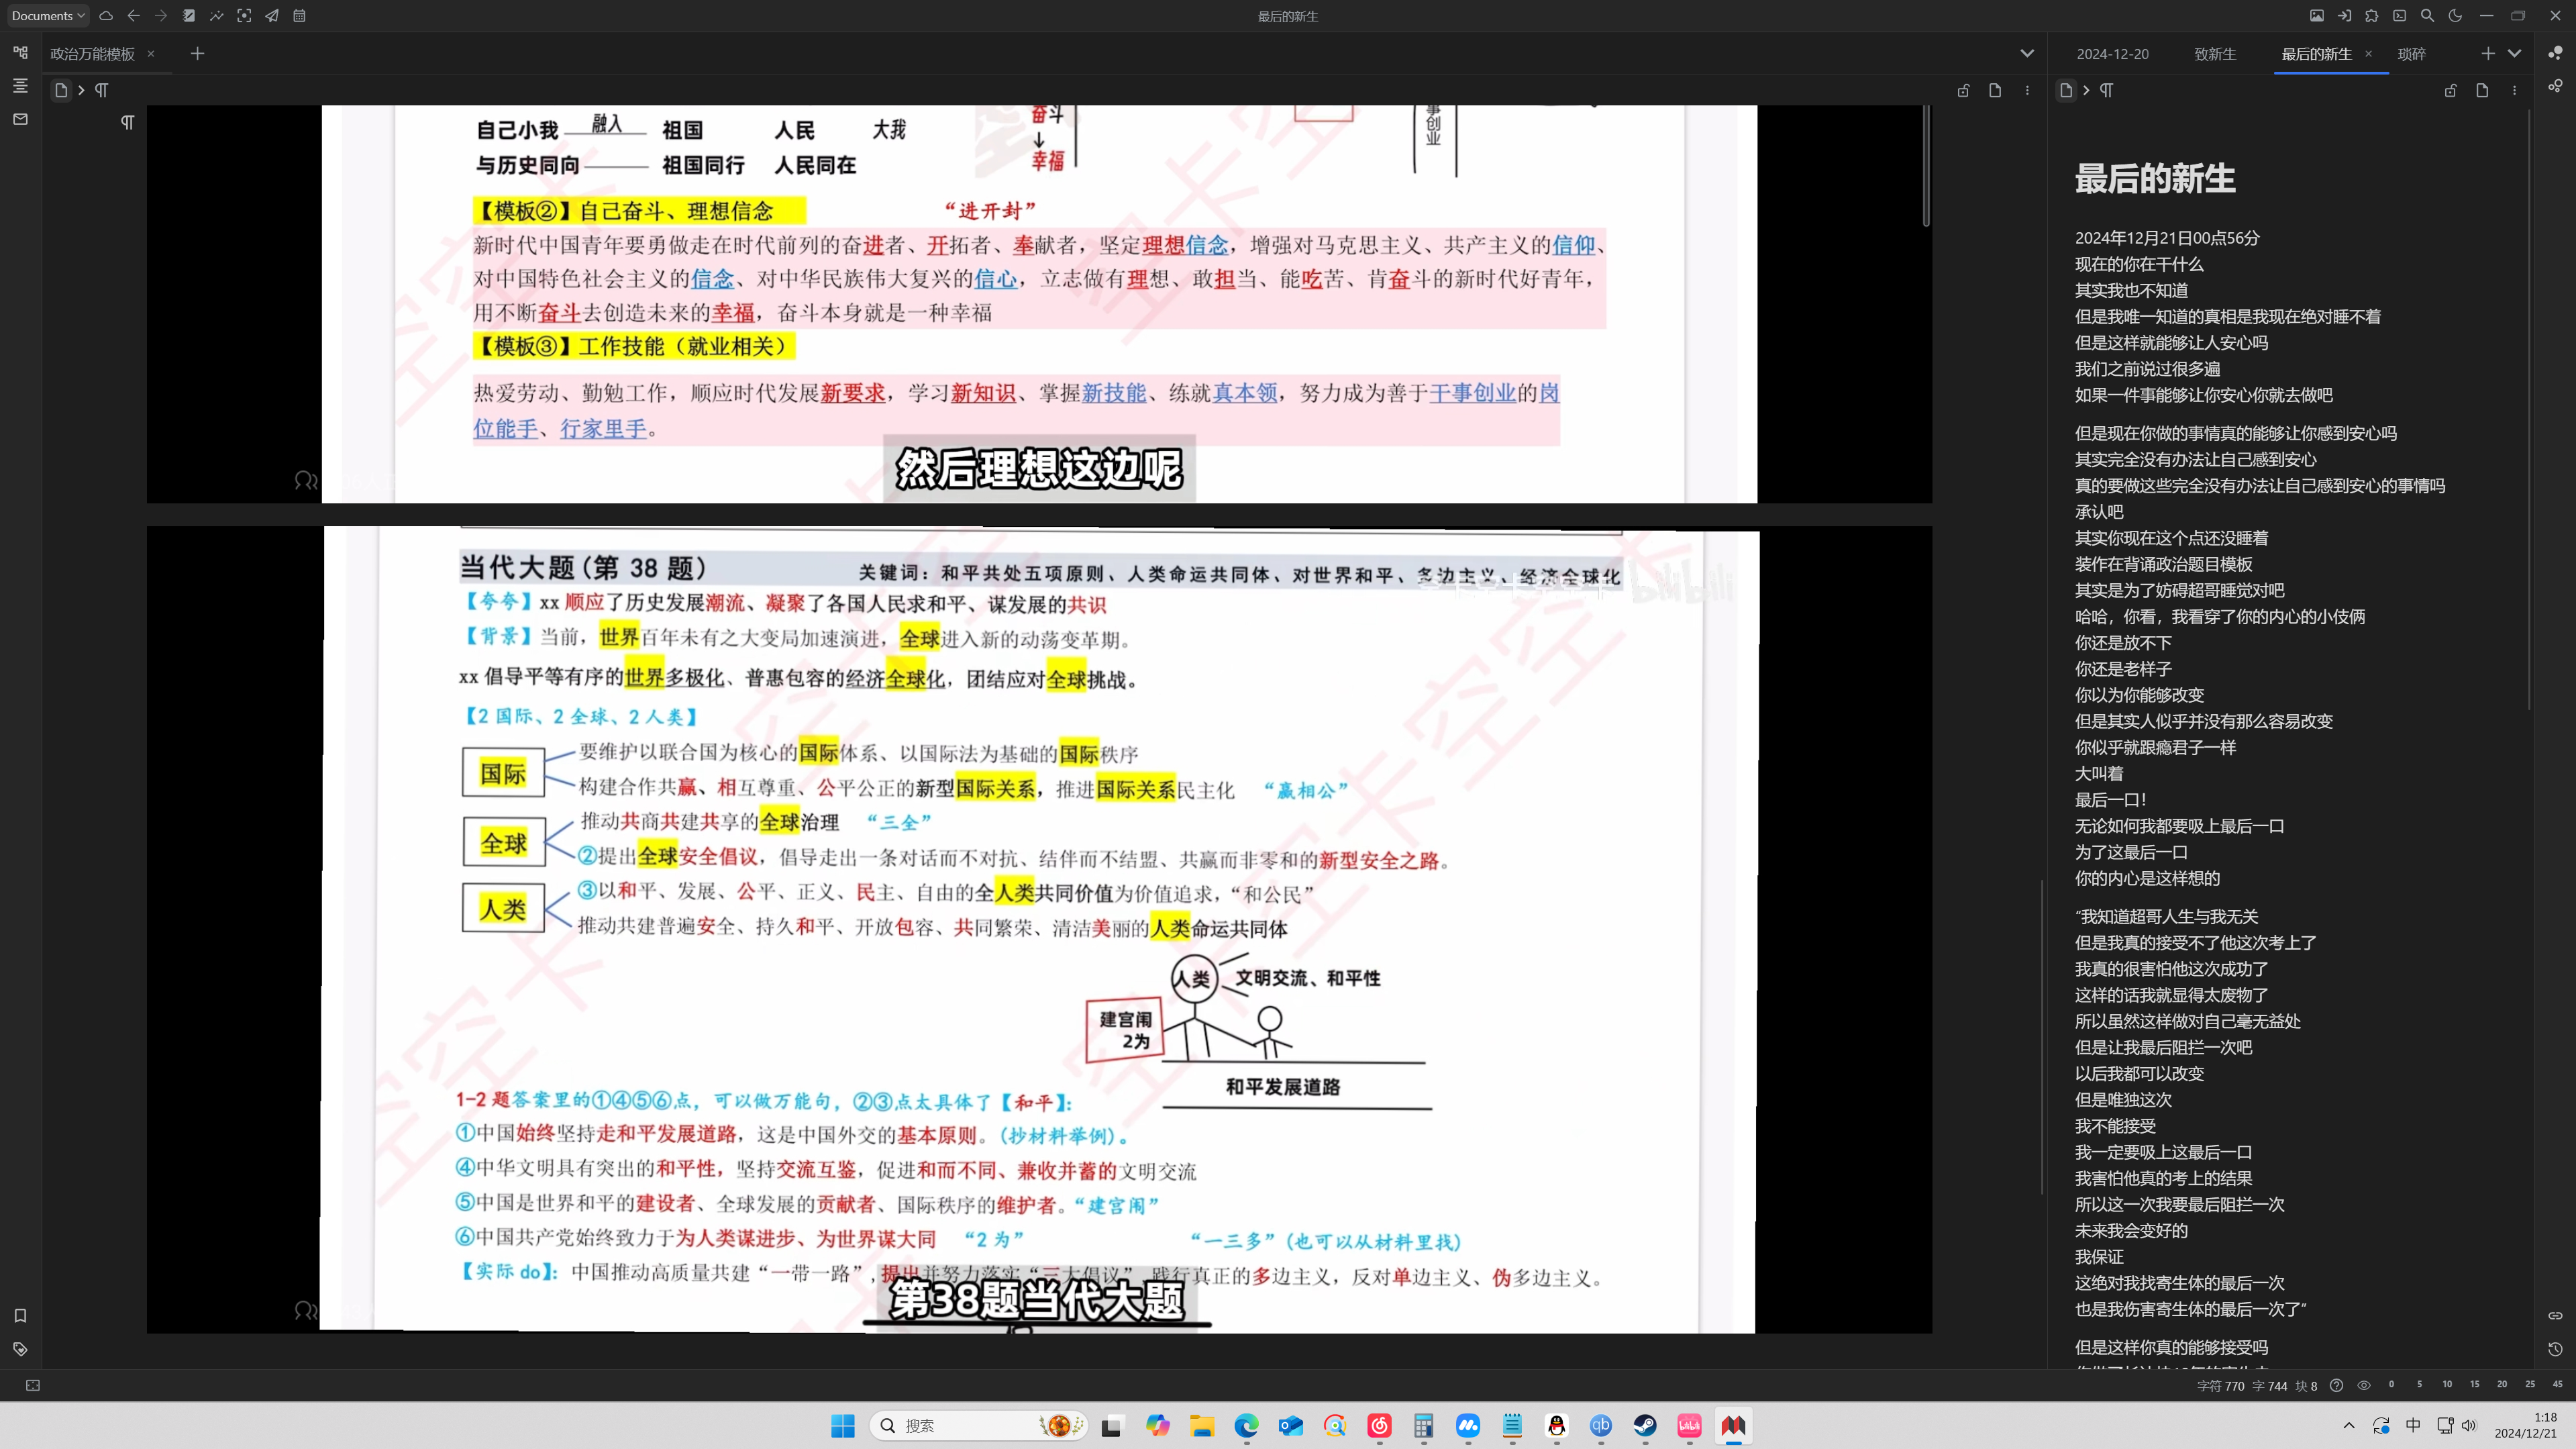 Documents
最后的新生
政治万能模板
2024-12-20
致新生
最后的新生
琐碎
奋斗
幸福
事创业
自己小我 融入 祖国 人民 大我
与历史同向 祖国同行 人民同在
【模板②】自己奋斗、理想信念 “进开封”
新时代中国青年要勇做走在时代前列的奋进者、开拓者、奉献者，坚定理想信念，增强对马克思主义、共产主义的信仰、
对中国特色社会主义的信念、对中华民族伟大复兴的信心，立志做有理想、敢担当、能吃苦、肯奋斗的新时代好青年，
用不断奋斗去创造未来的幸福，奋斗本身就是一种幸福
【模板③】工作技能（就业相关）
热爱劳动、勤勉工作，顺应时代发展新要求，学习新知识、掌握新技能、练就真本领，努力成为善于干事创业的岗
位能手、行家里手。
然后理想这边呢
当代大题(第 38 题) 关键词：和平共处五项原则、人类命运共同体、对世界和平、多边主义、经济全球化
bilibili
【夸夸】xx 顺应了历史发展潮流、凝聚了各国人民求和平、谋发展的共识
【背景】当前，世界百年未有之大变局加速演进，全球进入新的动荡变革期。
xx 倡导平等有序的世界多极化、普惠包容的经济全球化，团结应对全球挑战。
【2 国际、2 全球、2 人类】
国际
要维护以联合国为核心的国际体系、以国际法为基础的国际秩序
构建合作共赢、相互尊重、公平公正的新型国际关系，推进国际关系民主化 “赢相公”
全球
推动共商共建共享的全球治理 “三全”
②提出全球安全倡议，倡导走出一条对话而不对抗、结伴而不结盟、共赢而非零和的新型安全之路。
人类
③以和平、发展、公平、正义、民主、自由的全人类共同价值为价值追求，“和公民”
推动共建普遍安全、持久和平、开放包容、共同繁荣、清洁美丽的人类命运共同体
人类 文明交流、和平性
建宫闱
2为
和平发展道路
1-2 题答案里的①④⑤⑥点，可以做万能句，②③点太具体了【和平】：
①中国始终坚持走和平发展道路，这是中国外交的基本原则。（抄材料举例）。
④中华文明具有突出的和平性，坚持交流互鉴，促进和而不同、兼收并蓄的文明交流
⑤中国是世界和平的建设者、全球发展的贡献者、国际秩序的维护者。“建宫闱”
⑥中国共产党始终致力于为人类谋进步、为世界谋大同 “2 为” “一三多”(也可以从材料里找)
【实际 do】：中国推动高质量共建“一带一路”，提出并努力落实“三大倡议”，践行真正的多边主义，反对单边主义、伪多边主义。
第38题当代大题
最后的新生
2024年12月21日00点56分
现在的你在干什么
其实我也不知道
但是我唯一知道的真相是我现在绝对睡不着
但是这样就能够让人安心吗
我们之前说过很多遍
如果一件事能够让你安心你就去做吧
但是现在你做的事情真的能够让你感到安心吗
其实完全没有办法让自己感到安心
真的要做这些完全没有办法让自己感到安心的事情吗
承认吧
其实你现在这个点还没睡着
装作在背诵政治题目模板
其实是为了妨碍超哥睡觉对吧
哈哈，你看，我看穿了你的内心的小伎俩
你还是放不下
你还是老样子
你以为你能够改变
但是其实人似乎并没有那么容易改变
你似乎就跟瘾君子一样
大叫着
最后一口！
无论如何我都要吸上最后一口
为了这最后一口
你的内心是这样想的
“我知道超哥人生与我无关
但是我真的接受不了他这次考上了
我真的很害怕他这次成功了
这样的话我就显得太废物了
所以虽然这样做对自己毫无益处
但是让我最后阻拦一次吧
以后我都可以改变
但是唯独这次
我不能接受
我一定要吸上这最后一口
我害怕他真的考上的结果
所以这一次我要最后阻拦一次
未来我会变好的
我保证
这绝对我找寄生体的最后一次
也是我伤害寄生体的最后一次了”
但是这样你真的能够接受吗
字符 770 字 744 块 8
0 5 10 15 20 25 45
搜索
中
1:18
2024/12/21